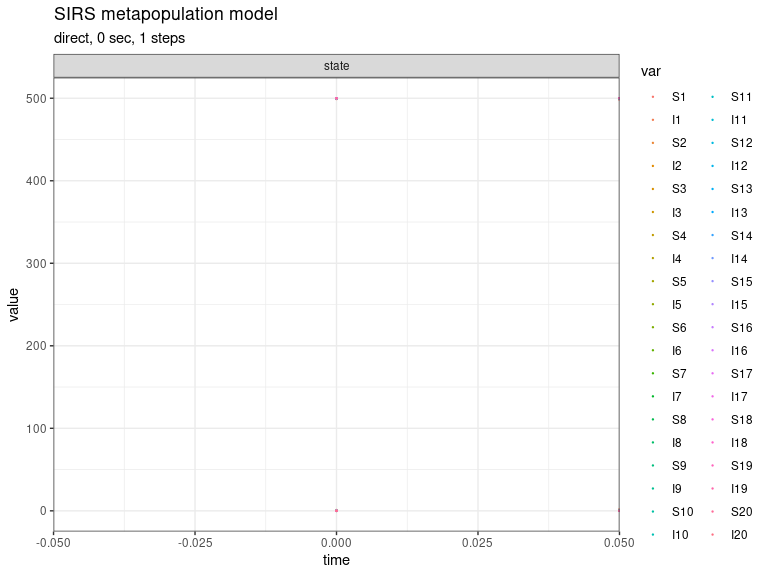 SIRS metapopulation model
direct, 0 sec, 1 steps
state
value
500
400
300
200
100
0
-0.050
-0.025
0.000
0.025
0.050
time
var
S1
I1
S2
I2
S3
I3
S4
I4
S5
I5
S6
I6
S7
I7
S8
I8
S9
I9
S10
I10
S11
I11
S12
I12
S13
I13
S14
I14
S15
I15
S16
I16
S17
I17
S18
I18
S19
I19
S20
I20